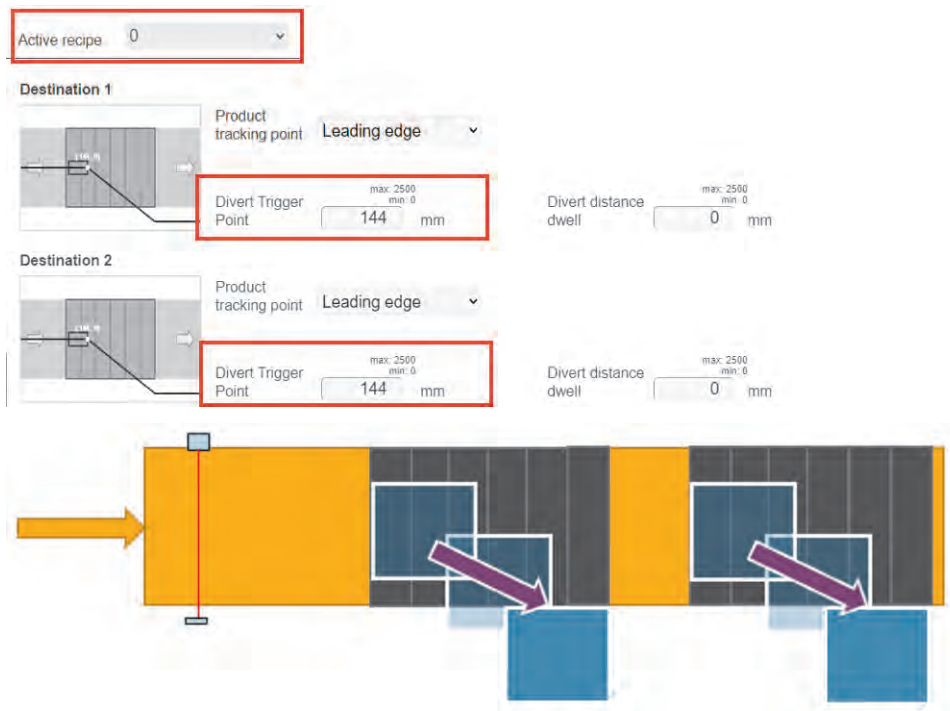 Active recipe 0
Destination 1
Product
tracking point Leading edge
Divert Trigger
Point
max: 2500
min: 0
144 mm
Divert distance
dwell
max: 2500
min: 0
0 mm
Destination 2
Product
tracking point Leading edge
Divert Trigger
Point
max: 2500
min: 0
144 mm
Divert distance
dwell
max: 2500
min: 0
0 mm